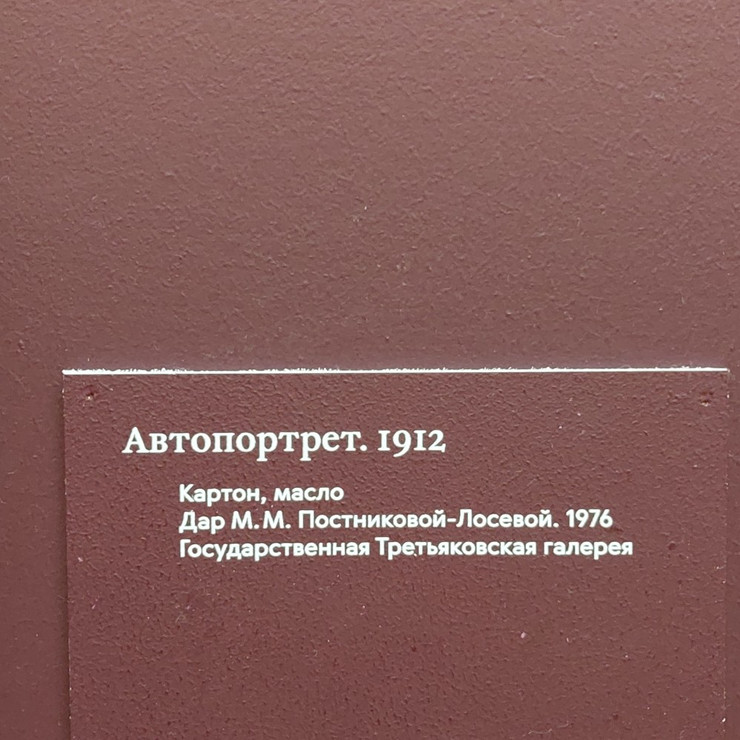 Автопортрет. 1912
Картон, масло
Дар М.М. Постниковой-Лосевой. 1976
Государственная Третьяковская галерея